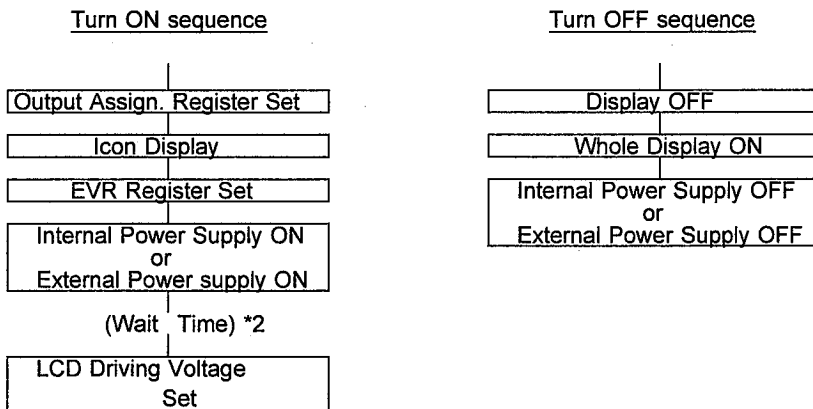 Turn ON sequence
Output Assign. Register Set
Icon Display
EVR Register Set
Internal Power Supply ON
or
External Power supply ON
(Wait Time) *2
LCD Driving Voltage
Set
Turn OFF sequence
Display OFF
Whole Display ON
Internal Power Supply OFF
or
External Power Supply OFF